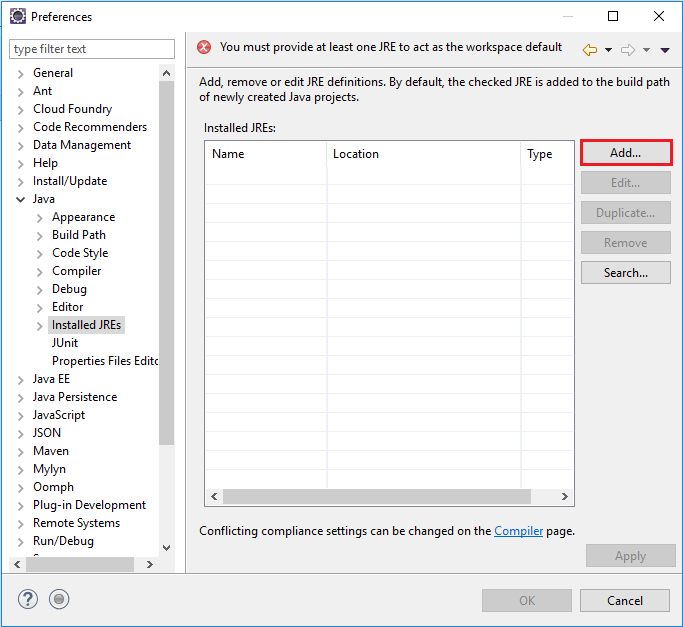 Preferences
type filter text
General
Ant
Cloud Foundry
Code Recommenders
Data Management
Help
Install/Update
Java
Appearance
Build Path
Code Style
Compiler
Debug
Editor
Installed JREs
JUnit
Properties Files Edito
Java EE
Java Persistence
JavaScript
JSON
Maven
Mylyn
Oomph
Plug-in Development
Remote Systems
Run/Debug
You must provide at least one JRE to act as the workspace default
Add, remove or edit JRE definitions. By default, the checked JRE is added to the build path
of newly created Java projects.
Installed JREs:
Name Location Type
Add...
Edit...
Duplicate...
Remove
Search...
Conflicting compliance settings can be changed on the Compiler page.
Apply
?
OK Cancel